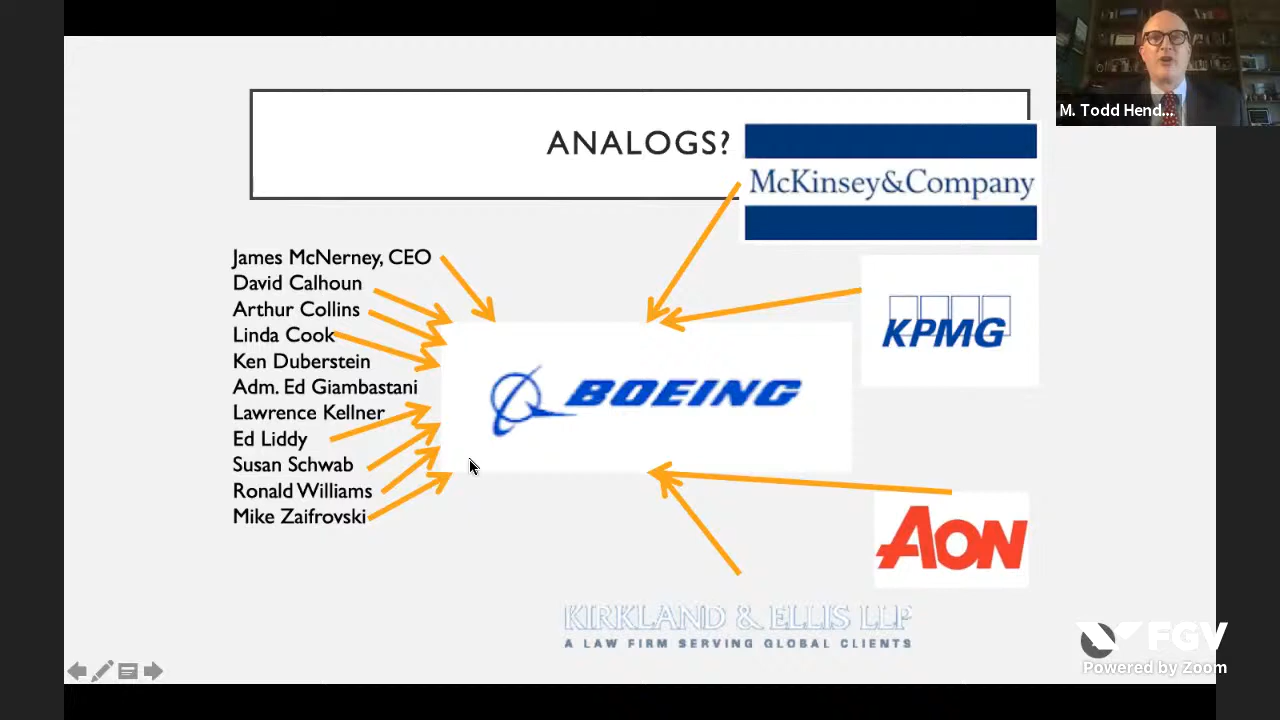 M. Todd Hend...
ANALOGS?
McKinsey&Company
James McNerney, CEO
David Calhoun
Arthur Collins
Linda Cook
Ken Duberstein
Adm. Ed Giambastani
Lawrence Kellner
Ed Liddy
Susan Schwab
Ronald Williams
Mike Zaifrovski
KPMG
BOEING
AON
KIRKLAND & ELLIS LLP
A LAW FIRM SERVING GLOBAL CLIENTS
FGV
Powered by Zoom